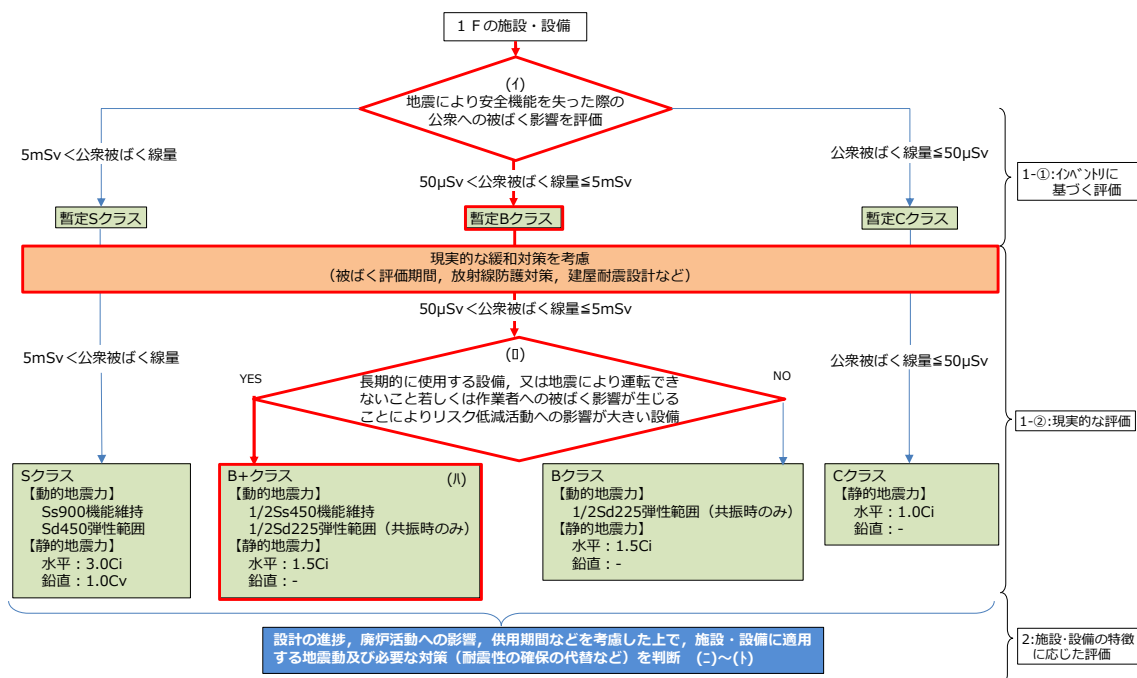 1Fの施設・設備
(ｲ)
地震により安全機能を失った際の
公衆への被ばく影響を評価
5mSv<公衆被ばく線量
50μSv<公衆被ばく線量≦5mSv
公衆被ばく線量≦50μSv
1-①:ｲﾝﾍﾞﾝﾄﾘに
基づく評価
暫定Sクラス
暫定Bクラス
暫定Cクラス
現実的な緩和対策を考慮
（被ばく評価期間，放射線防護対策，建屋耐震設計など）
50μSv<公衆被ばく線量≦5mSv
5mSv<公衆被ばく線量
公衆被ばく線量≦50μSv
(ﾛ)
YES
NO
長期的に使用する設備，又は地震により運転でき
ないこと若しくは作業者への被ばく影響が生じる
ことによりリスク低減活動への影響が大きい設備
1-②:現実的な評価
Sクラス
【動的地震力】
Ss900機能維持
Sd450弾性範囲
【静的地震力】
水平：3.0Ci
鉛直：1.0Cv
B+クラス
(ﾊ)
【動的地震力】
1/2Ss450機能維持
1/2Sd225弾性範囲（共振時のみ）
【静的地震力】
水平：1.5Ci
鉛直：-
Bクラス
【動的地震力】
1/2Sd225弾性範囲（共振時のみ）
【静的地震力】
水平：1.5Ci
鉛直：-
Cクラス
【静的地震力】
水平：1.0Ci
鉛直：-
設計の進捗，廃炉活動への影響，供用期間などを考慮した上で，施設・設備に適用
する地震動及び必要な対策（耐震性の確保の代替など）を判断 (ﾆ)～(ﾄ)
2:施設･設備の特徴
に応じた評価